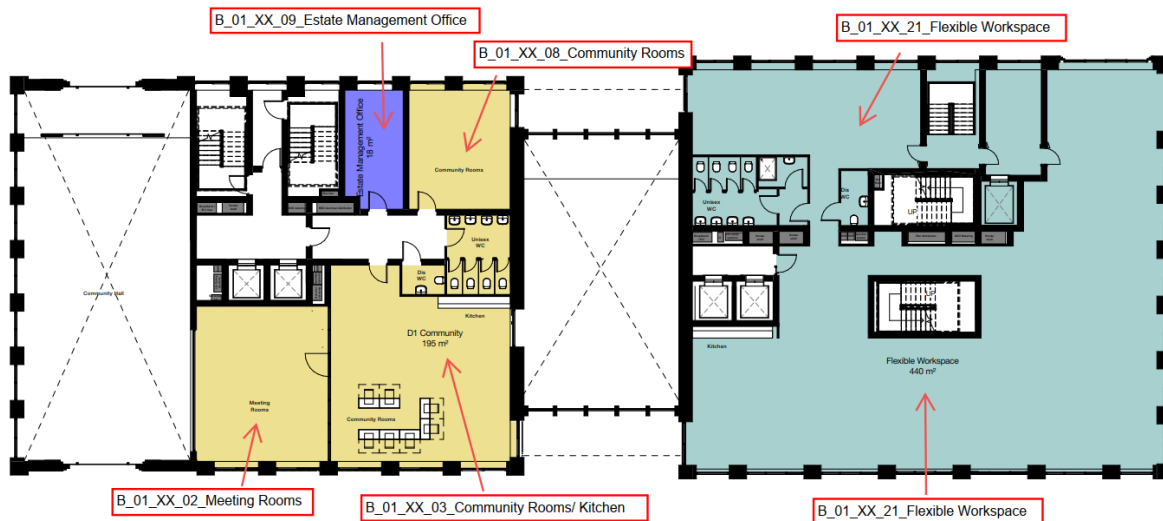 B_01_XX_09_Estate Management Office
B_01_XX_21_Flexible Workspace
B_01_XX_08_Community Rooms
Estate Management Office
18 m²
Community Rooms
Unisex
WC
Dis
WC
UP
Unisex
WC
Dis
WC
Community Hall
Kitchen
D1 Community
195 m²
UP
Kitchen
Flexible Workspace
440 m²
Meeting
Rooms
Community Rooms
B_01_XX_02_Meeting Rooms
B_01_XX_03_Community Rooms/ Kitchen
B_01_XX_21_Flexible Workspace